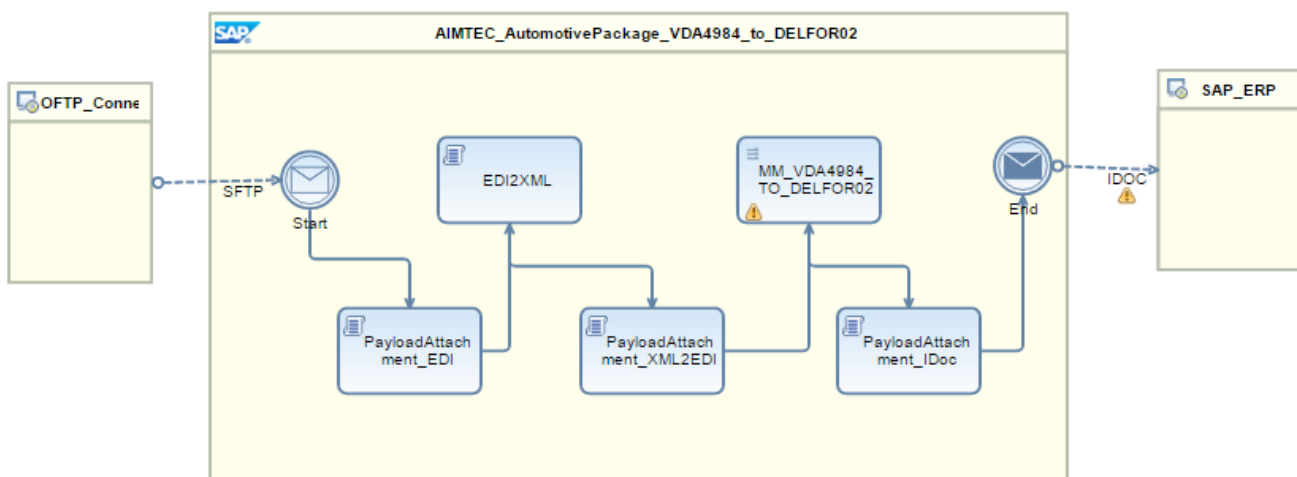 SAP
AIMTEC_AutomotivePackage_VDA4984_to_DELFOR02
OFTP_Conne
SAP_ERP
EDI2XML
MM_VDA4984_
TO_DELFOR02
SFTP
Start
End
IDOC
PayloadAttach
ment_EDI
PayloadAttach
ment_XML2EDI
PayloadAttach
ment_IDoc